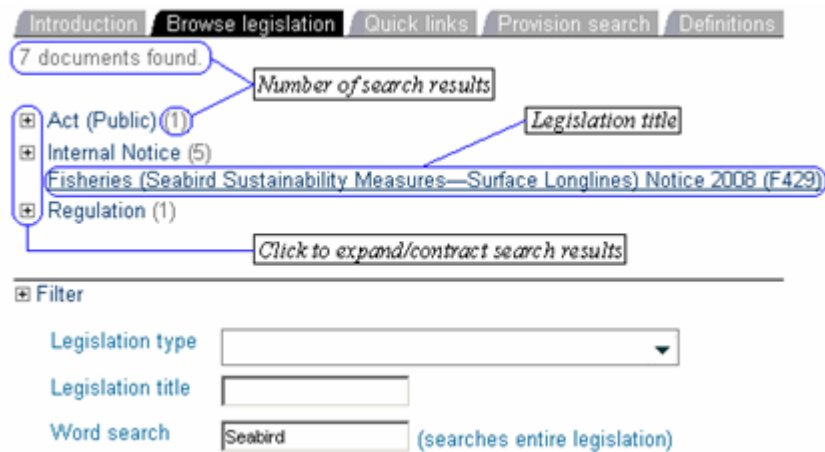 Introduction Browse legislation Quick links Provision search Definitions
7 documents found.
Number of search results
Act (Public) (1)
Legislation title
Internal Notice (5)
Fisheries (Seabird Sustainability Measures—Surface Longlines) Notice 2008 (F429)
Regulation (1)
Click to expand/contract search results
Filter
Legislation type
Legislation title
Word search Seabird (searches entire legislation)